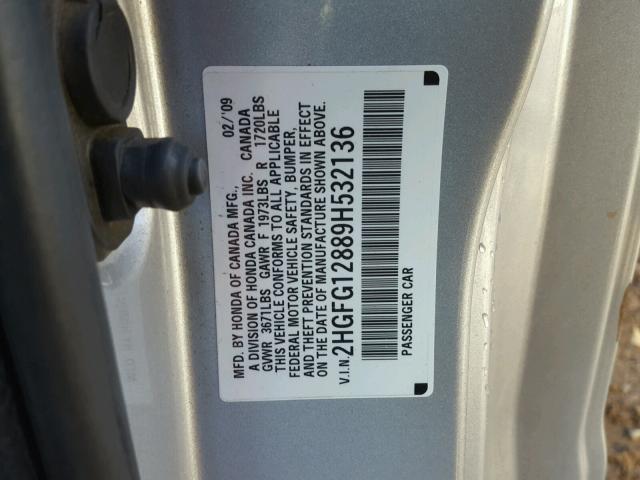 MFD. BY HONDA OF CANADA MFG., 02/'09
A DIVISION OF HONDA CANADA INC. CANADA
GVWR 3671LBS GAWR F 1973LBS R 1720LBS
THIS VEHICLE CONFORMS TO ALL APPLICABLE
FEDERAL MOTOR VEHICLE SAFETY, BUMPER,
AND THEFT PREVENTION STANDARDS IN EFFECT
ON THE DATE OF MANUFACTURE SHOWN ABOVE.
V.I.N. 2HGFG12889H532136
PASSENGER CAR